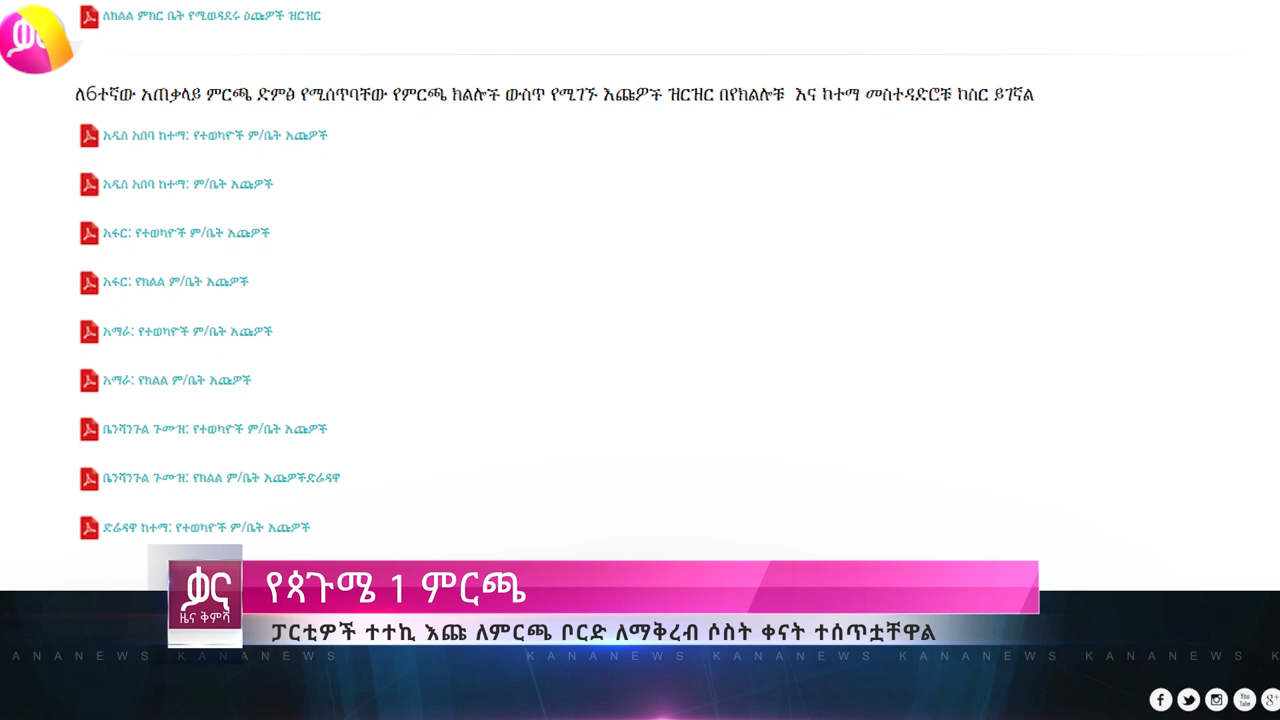 ለክልል ምክር ቤት የሚወዳደሩ ዕጩዎች ዝርዝር
ለ6ተኛው አጠቃላይ ምርጫ ድምፅ የሚሰጥባቸው የምርጫ ክልሎች ውስጥ የሚገኙ እጩዎች ዝርዝር በየክልሎቹ እና ከተማ መስተዳድሮቹ ከስር ይገኛል
አዲስ አበባ ከተማ: የተወካዮች ም/ቤት እጩዎች
አዲስ አበባ ከተማ: ም/ቤት እጩዎች
አፋር: የተወካዮች ም/ቤት እጩዎች
አፋር: የክልል ም/ቤት እጩዎች
አማራ: የተወካዮች ም/ቤት እጩዎች
አማራ: የክልል ም/ቤት እጩዎች
ቤንሻንጉል ጉሙዝ: የተወካዮች ም/ቤት እጩዎች
ቤንሻንጉል ጉሙዝ: የክልል ም/ቤት እጩዎችድሬዳዋ
ድሬዳዋ ከተማ: የተወካዮች ም/ቤት እጩዎች
ቃና
ዜና ቅምሻ
የጳጉሜ 1 ምርጫ
ፓርቲዎች ተተኪ እጩ ለምርጫ ቦርድ ለማቅረብ ሶስት ቀናት ተሰጥቷቸዋል
ANANEWS KANANEWS KANANEWS KANANEWS KANANEWS KANANEWS K
You Tube